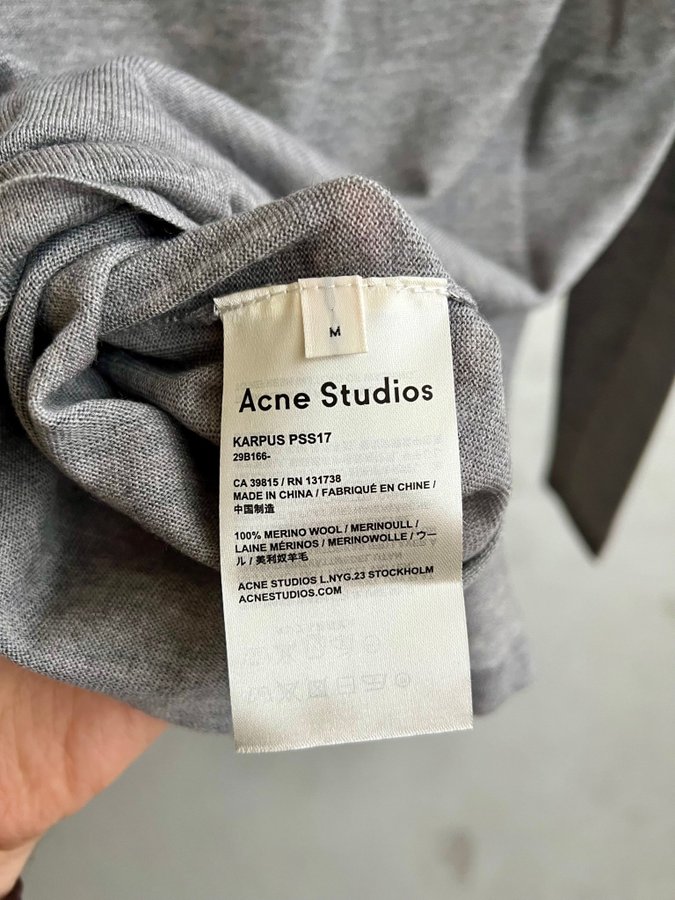 M
Acne Studios
KARPUS PSS17
29B166-
CA 39815 / RN 131738
MADE IN CHINA / FABRIQUÉ EN CHINE /
中国制造
100% MERINO WOOL / MERINOULL /
LAINE MÉRINOS / MERINOWOLLE / ウー
ル / 美利奴羊毛
ACNE STUDIOS L.NYG.23 STOCKHOLM
ACNESTUDIOS.COM